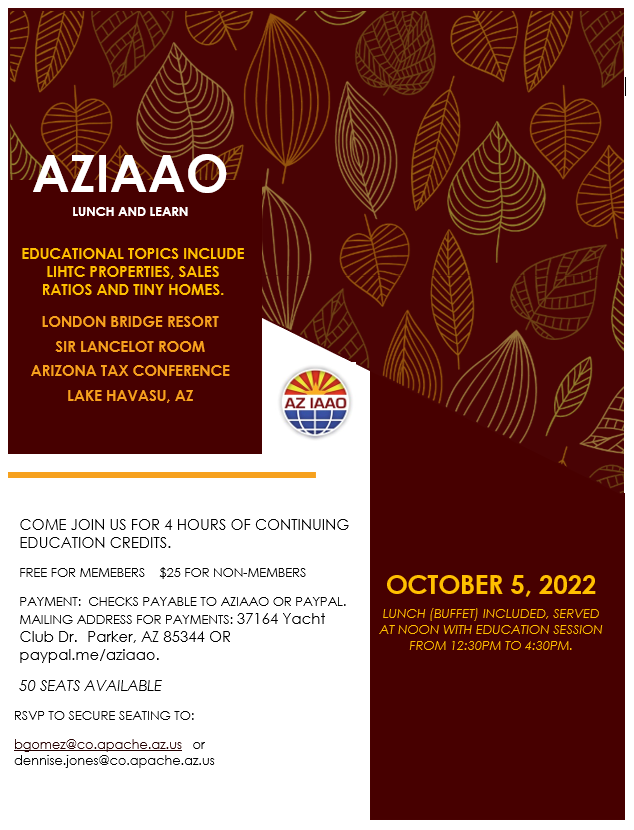 AZIAAO
LUNCH AND LEARN
EDUCATIONAL TOPICS INCLUDE
LIHTC PROPERTIES, SALES
RATIOS AND TINY HOMES.
LONDON BRIDGE RESORT
SIR LANCELOT ROOM
ARIZONA TAX CONFERENCE
LAKE HAVASU, AZ
AZ IAAO
COME JOIN US FOR 4 HOURS OF CONTINUING
EDUCATION CREDITS.
FREE FOR MEMEBERS $25 FOR NON-MEMBERS
PAYMENT: CHECKS PAYABLE TO AZIAAO OR PAYPAL.
MAILING ADDRESS FOR PAYMENTS: 37164 Yacht
Club Dr. Parker, AZ 85344 OR
paypal.me/aziaao.
50 SEATS AVAILABLE
RSVP TO SECURE SEATING TO:
bgomez@co.apache.az.us or
dennise.jones@co.apache.az.us
OCTOBER 5, 2022
LUNCH (BUFFET) INCLUDED, SERVED
AT NOON WITH EDUCATION SESSION
FROM 12:30PM TO 4:30PM.